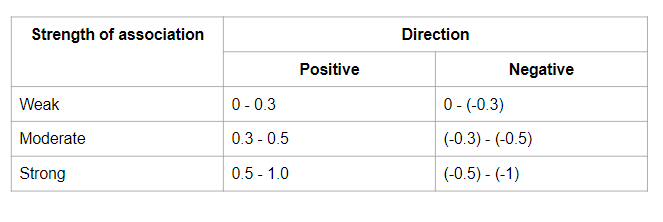 Strength of association Direction
Positive Negative
Weak 0 - 0.3 0 - (-0.3)
Moderate 0.3 - 0.5 (-0.3) - (-0.5)
Strong 0.5 - 1.0 (-0.5) - (-1)